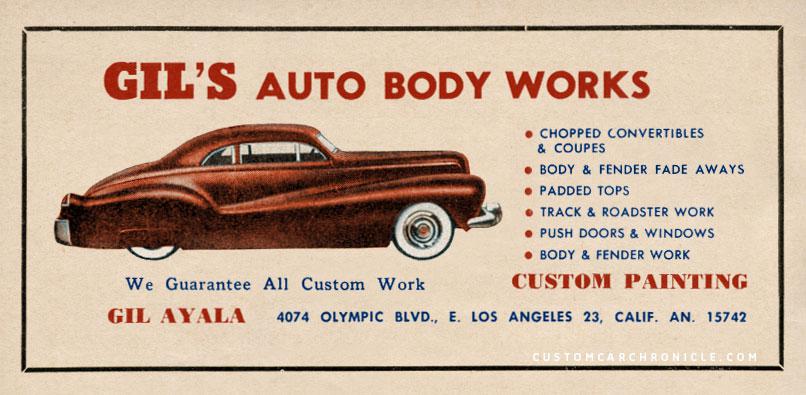 GIL'S AUTO BODY WORKS
• CHOPPED CONVERTIBLES
& COUPES
• BODY & FENDER FADE AWAYS
• PADDED TOPS
• TRACK & ROADSTER WORK
• PUSH DOORS & WINDOWS
• BODY & FENDER WORK
We Guarantee All Custom Work
CUSTOM PAINTING
GIL AYALA 4074 OLYMPIC BLVD., E. LOS ANGELES 23, CALIF. AN. 15742
CUSTOMCARCHRONICLE.COM